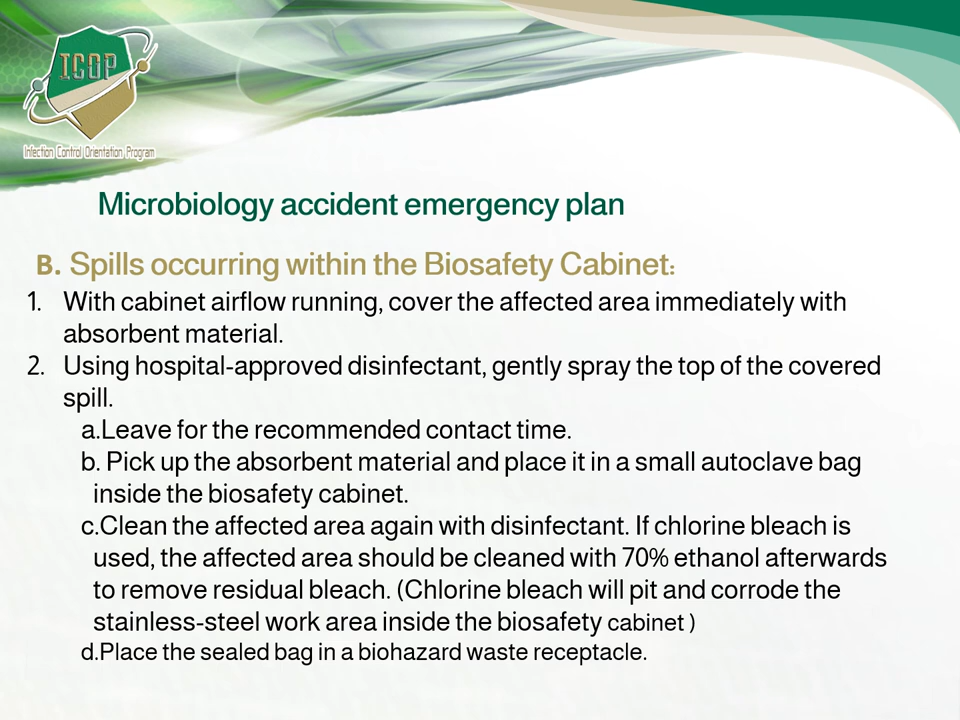 ICOP
Infection Control Orientation Program
Microbiology accident emergency plan
B. Spills occurring within the Biosafety Cabinet:
1. With cabinet airflow running, cover the affected area immediately with
absorbent material.
2. Using hospital-approved disinfectant, gently spray the top of the covered
spill.
a.Leave for the recommended contact time.
b. Pick up the absorbent material and place it in a small autoclave bag
inside the biosafety cabinet.
c.Clean the affected area again with disinfectant. If chlorine bleach is
used, the affected area should be cleaned with 70% ethanol afterwards
to remove residual bleach. (Chlorine bleach will pit and corrode the
stainless-steel work area inside the biosafety cabinet )
d.Place the sealed bag in a biohazard waste receptacle.